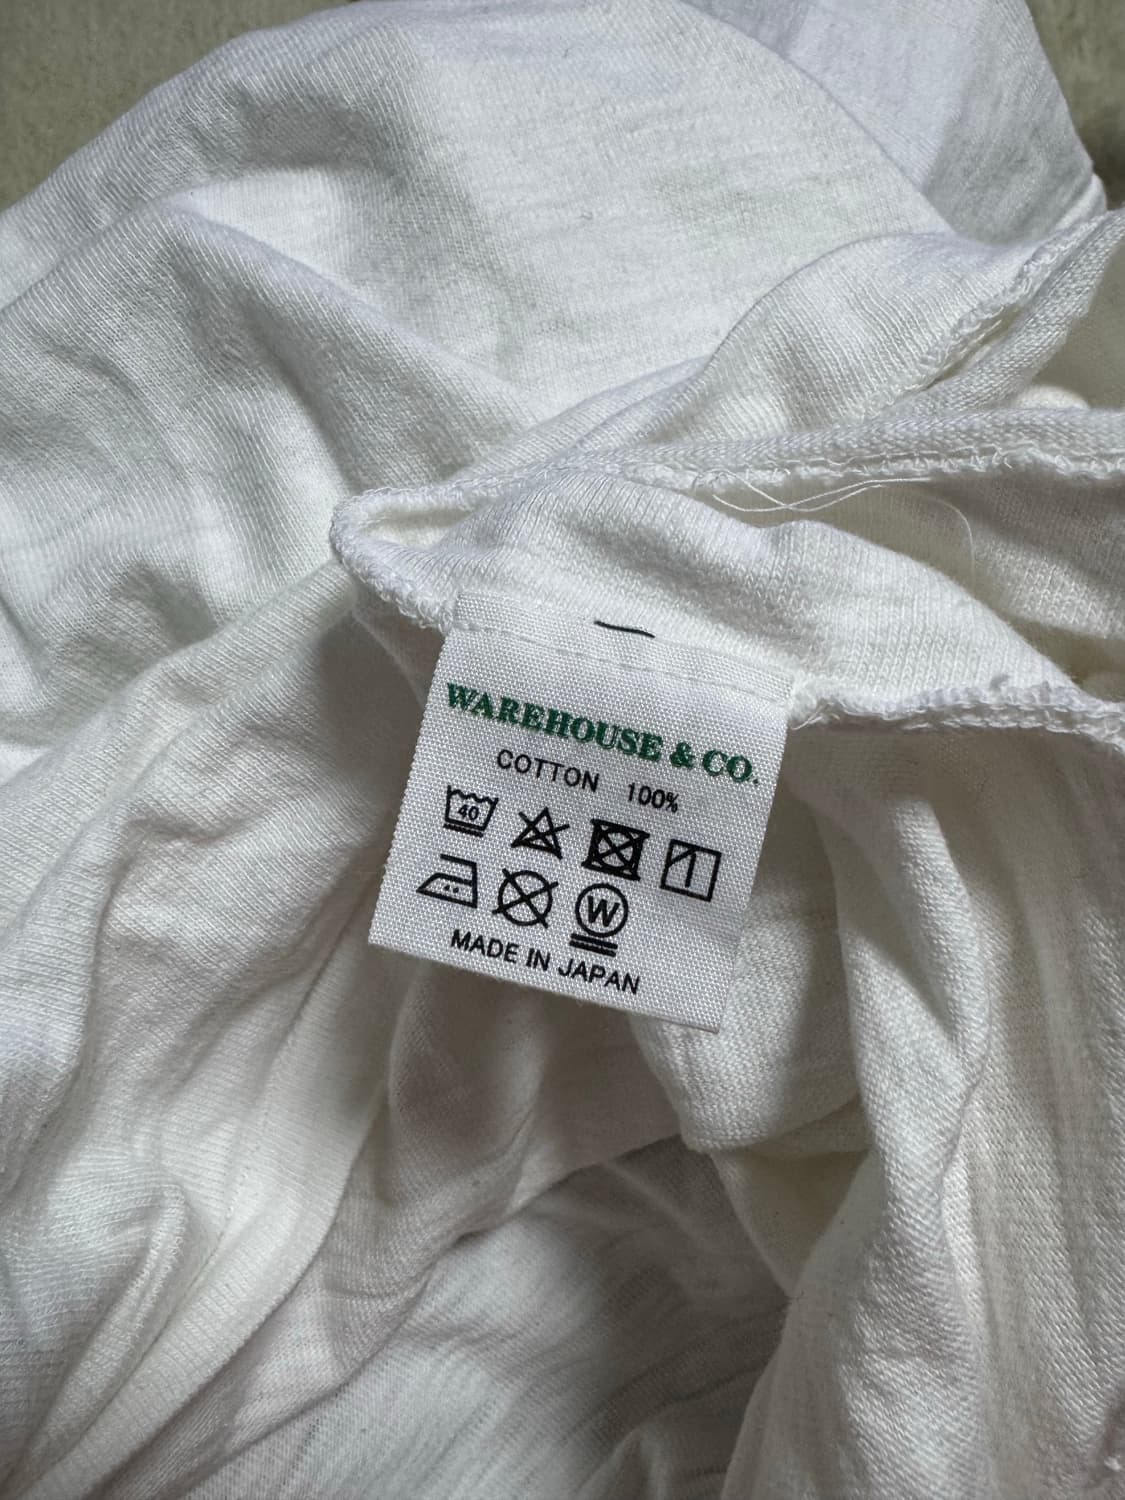 WAREHOUSE & CO.
COTTON 100%
40
W
MADE IN JAPAN